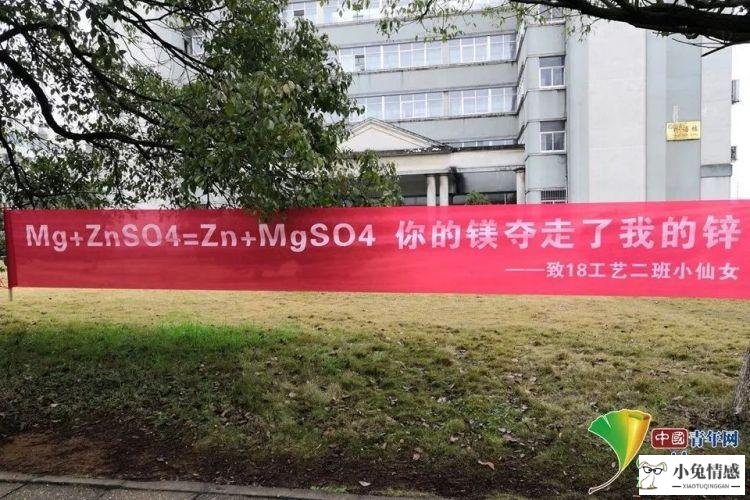 Mg+ZnSO4=Zn+MgSO4 你的镁夺走了我的锌
——致18工艺二班小仙女
中國青年网
小兔情感
XIAOTUQINGGAN